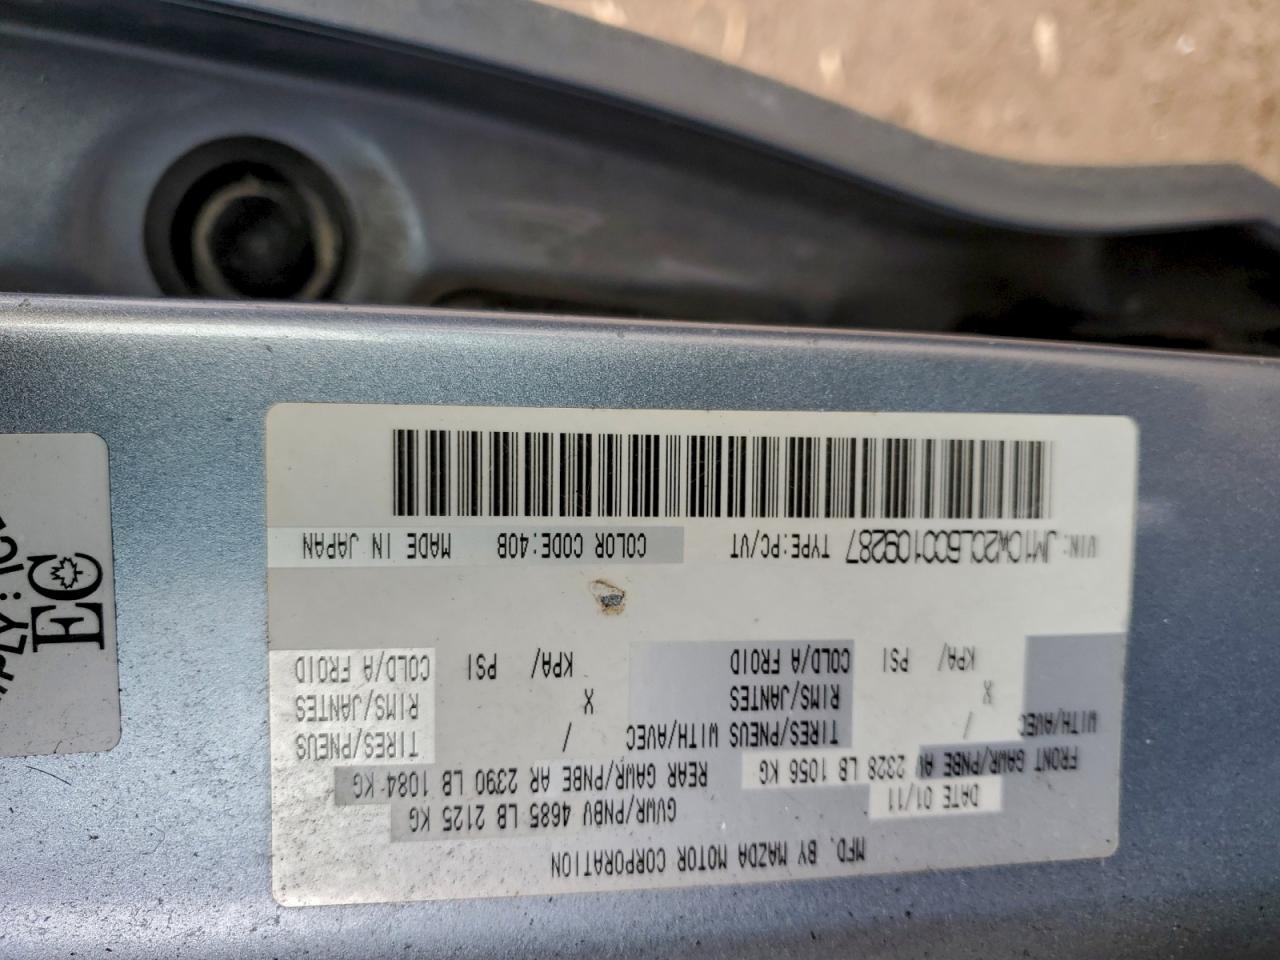 MFD. BY MAZDA MOTOR CORPORATION
DATE 01/11 GVWR/PNBV 4685 LB 2125 KG
FRONT GAWR/PNBE AV 2328 LB 1056 KG REAR GAWR/PNBE AR 2390 LB 1084 KG
WITH/AVEC / TIRES/PNEUS WITH/AVEC / TIRES/PNEUS
X RIMS/JANTES X RIMS/JANTES
KPA/ PSI COLD/A FROID KPA/ PSI COLD/A FROID
VIN: JM1CW2CL6C0109287 TYPE:PC/VT COLOR CODE:40B MADE IN JAPAN
EC